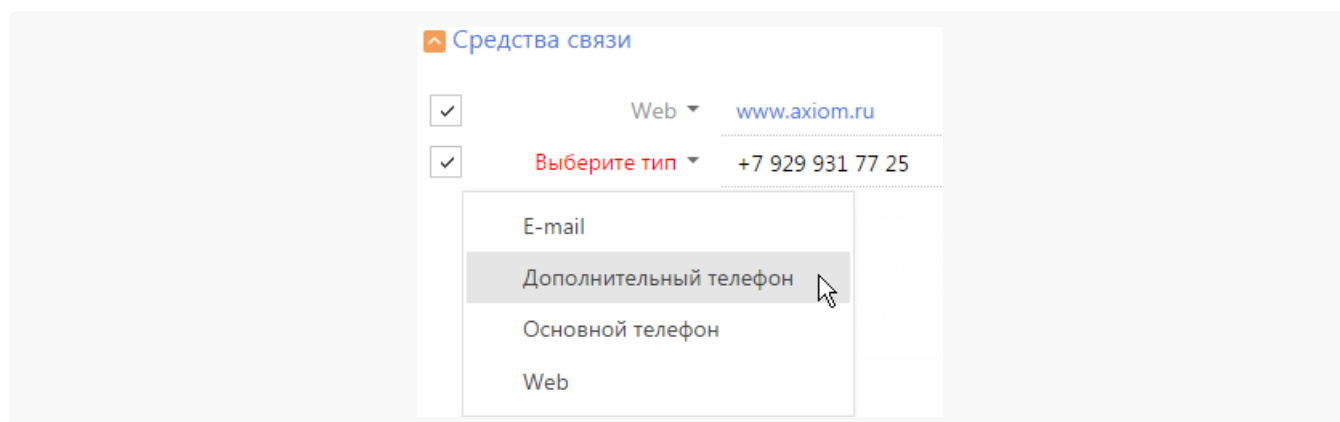 Средства связи
Web www.axiom.ru
Выберите тип +7 929 931 77 25
E-mail
Дополнительный телефон
Основной телефон
Web